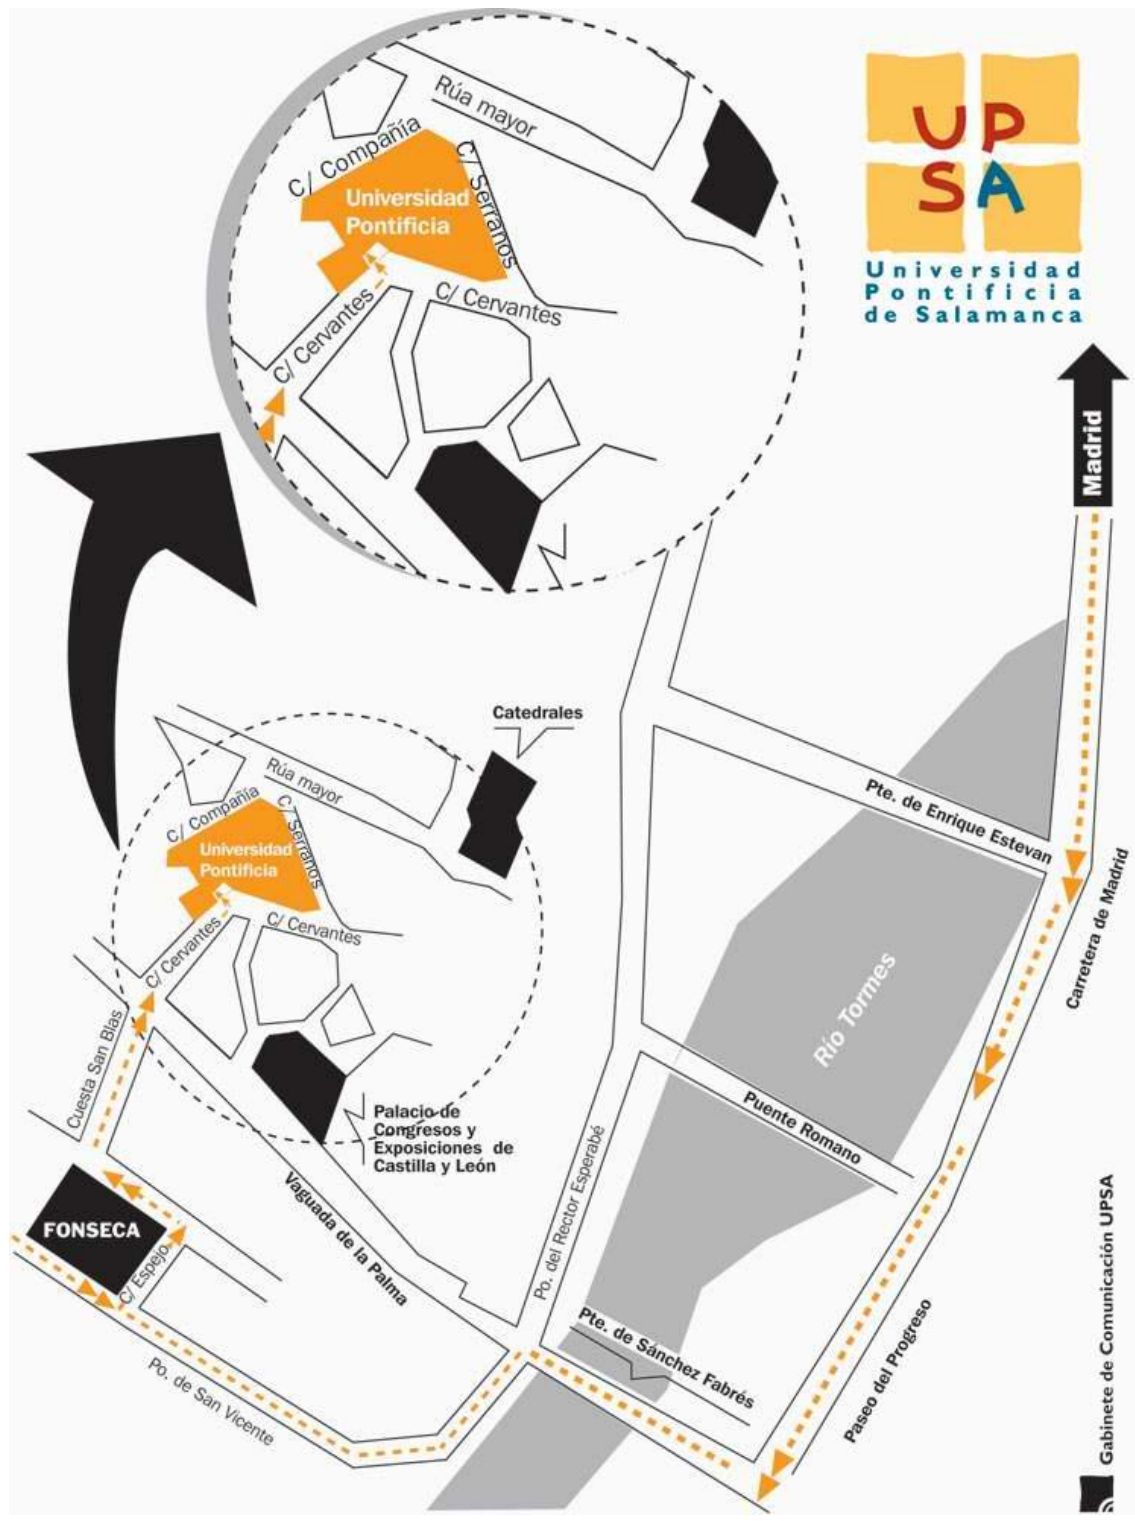 Rúa mayor
C/ Compañía
C/ Serranos
Universidad
Pontificia
C/ Cervantes
C/ Cervantes
UP
SA
Universidad
Pontificia
de Salamanca
Madrid
Catedrales
Rúa mayor
C/ Compañía
C/ Serranos
Universidad
Pontificia
C/ Cervantes
C/ Cervantes
Cuesta San Blas
Pte. de Enrique Estevan
Carretera de Madrid
Río Tormes
Puente Romano
Palacio de
Congresos y
Exposiciones de
Castilla y León
Vaguada de la Palma
Po. del Rector Esperabé
FONSECA
C/ Espejo
Po. de San Vicente
Pte. de Sánchez Fabrés
Paseo del Progreso
Gabinete de Comunicación UPSA